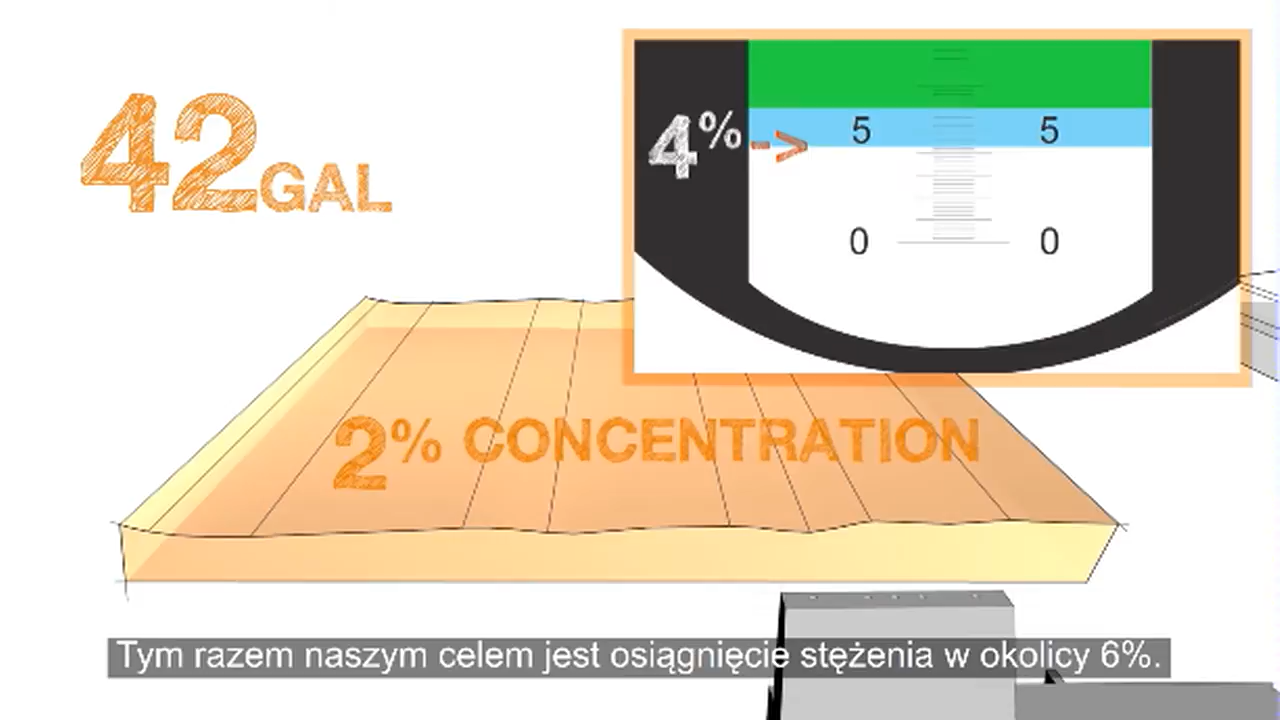 42GAL
4%
->
5 5
0 0
2% CONCENTRATION
Tym razem naszym celem jest osiągnięcie stężenia w okolicy 6%.